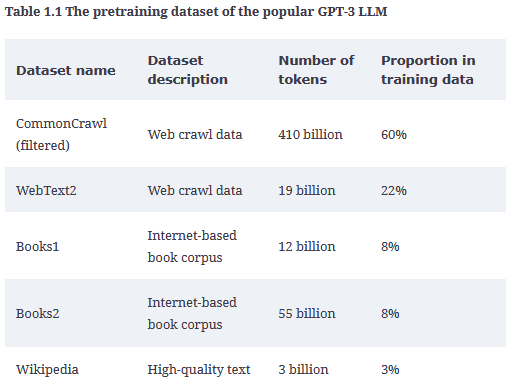 Table 1.1 The pretraining dataset of the popular GPT-3 LLM
Dataset name Dataset description Number of tokens Proportion in training data
CommonCrawl (filtered) Web crawl data 410 billion 60%
WebText2 Web crawl data 19 billion 22%
Books1 Internet-based book corpus 12 billion 8%
Books2 Internet-based book corpus 55 billion 8%
Wikipedia High-quality text 3 billion 3%